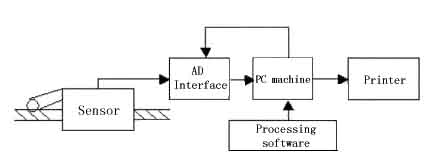 Sensor
AD
Interface
PC machine
Printer
Processing
software